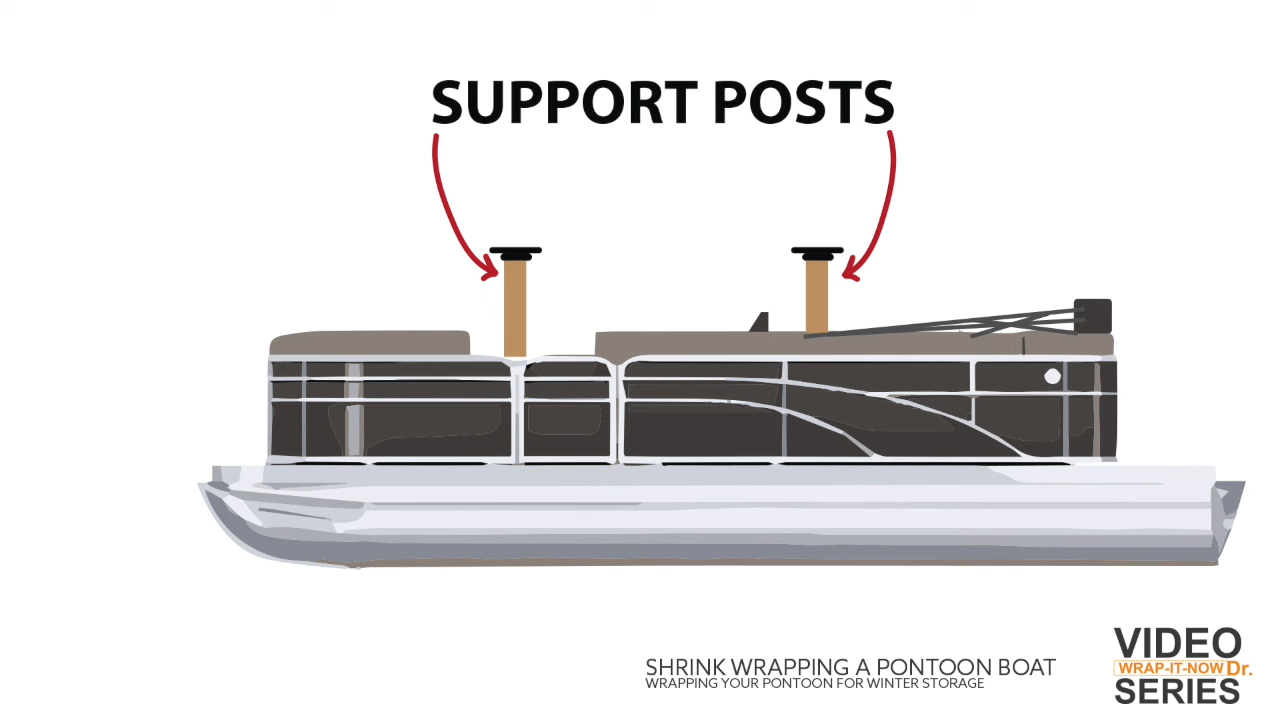 SUPPORT POSTS
SHRINK WRAPPING A PONTOON BOAT
WRAPPING YOUR PONTOON FOR WINTER STORAGE
VIDEO
WRAP-IT-NOW Dr.
SERIES